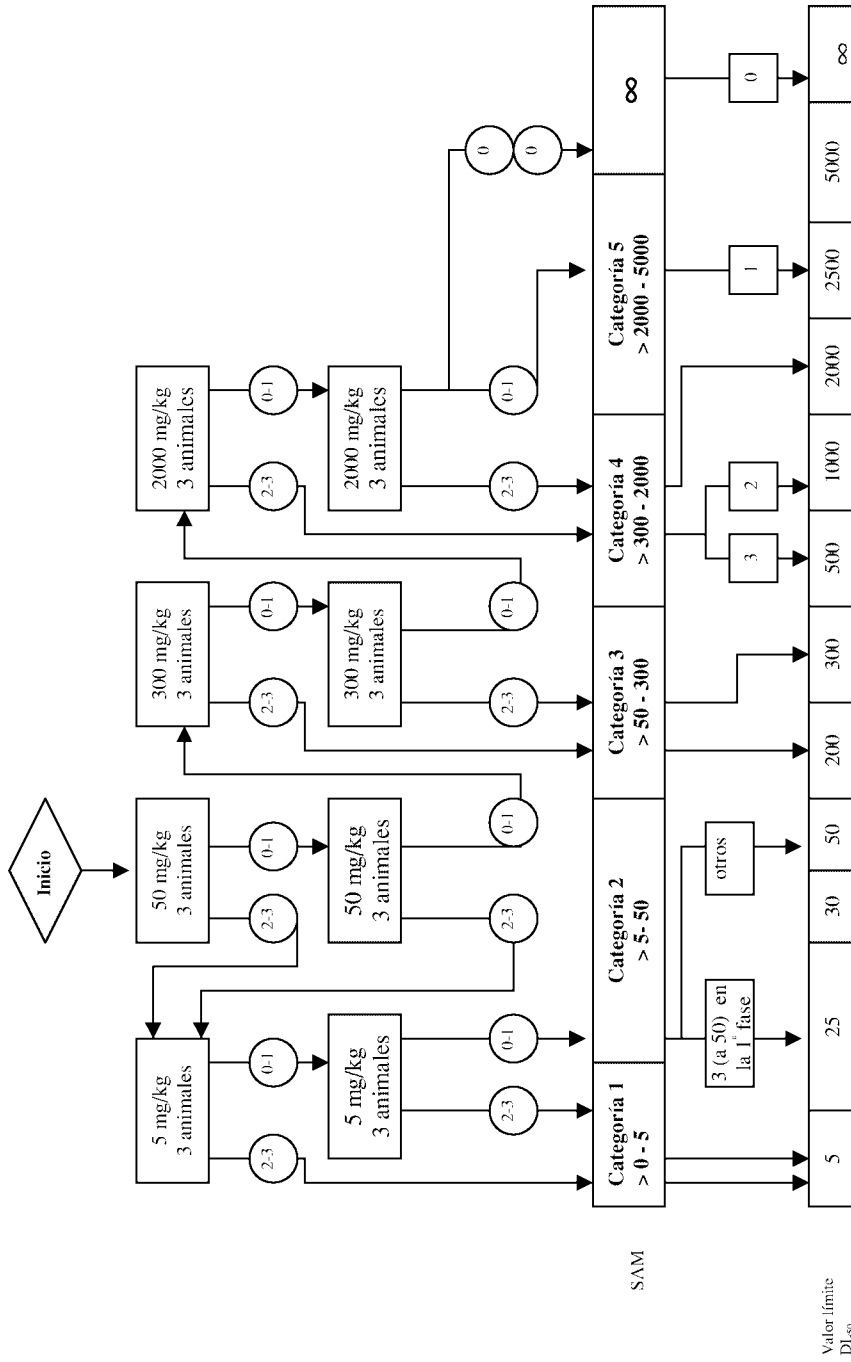 Inicio
5 mg/kg
3 animales
50 mg/kg
3 animales
300 mg/kg
3 animales
2000 mg/kg
3 animales
2-3
0-1
2-3
0-1
2-3
0-1
2-3
0-1
5 mg/kg
3 animales
50 mg/kg
3 animales
300 mg/kg
3 animales
2000 mg/kg
3 animales
2-3
0-1
2-3
0-1
2-3
0-1
2-3
0-1
0
0
SAM
Categoría 1
> 0 - 5
Categoría 2
> 5- 50
Categoría 3
> 50 - 300
Categoría 4
> 300 - 2000
Categoría 5
> 2000 - 5000
∞
3 (a 50) en
la 1ª fase
otros
3
2
1
0
Valor límite
DL50
5
25
30
50
200
300
500
1000
2000
2500
5000
∞